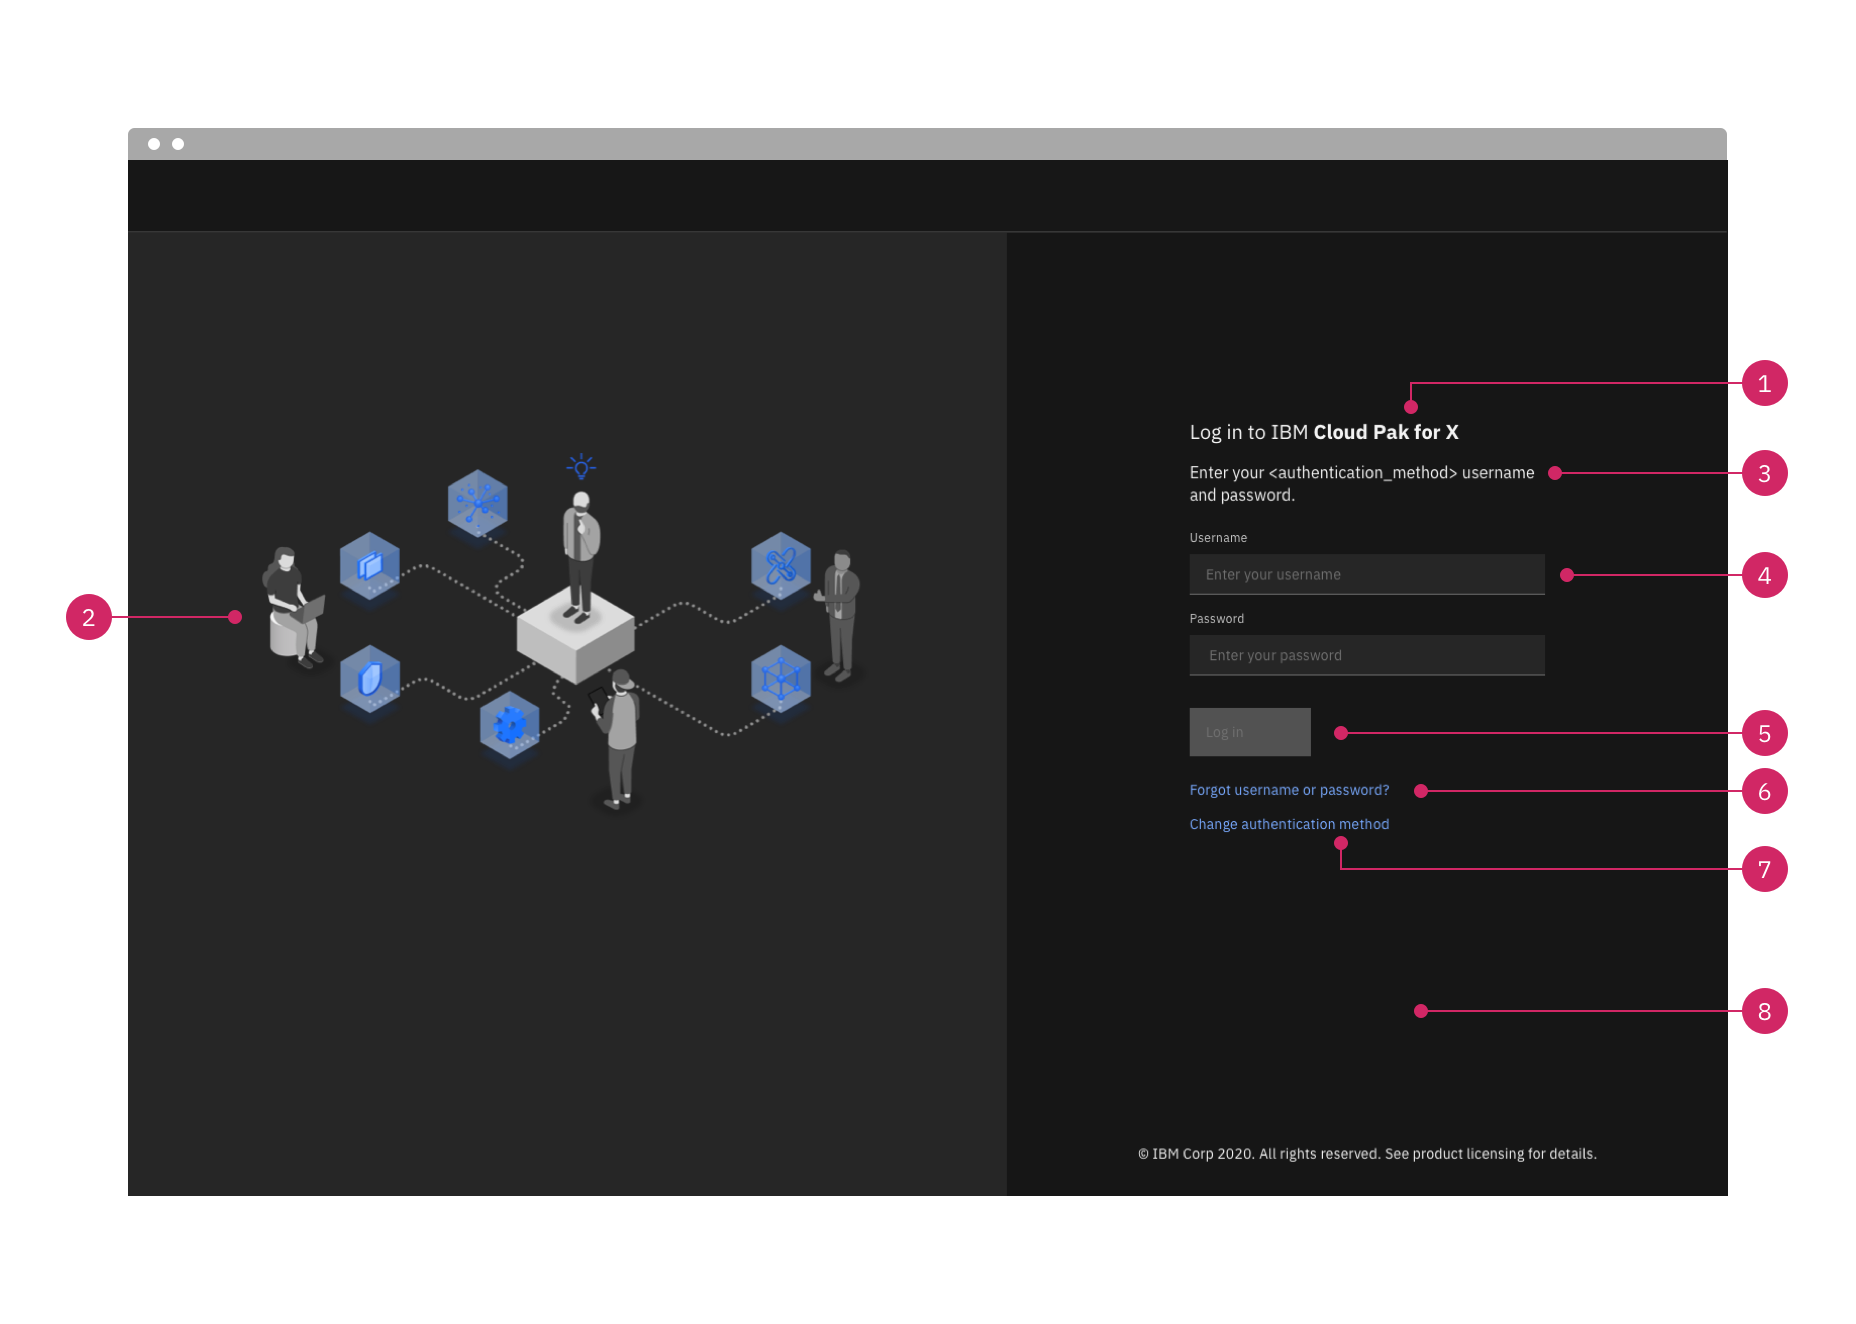 1
Log in to IBM Cloud Pak for X
Enter your <authentication_method> username
3
and password.
Username
Enter your username
4
2
Password
Enter your password
Log in
5
Forgot username or password?
6
Change authentication method
7
8
© IBM Corp 2020. All rights reserved. See product licensing for details.